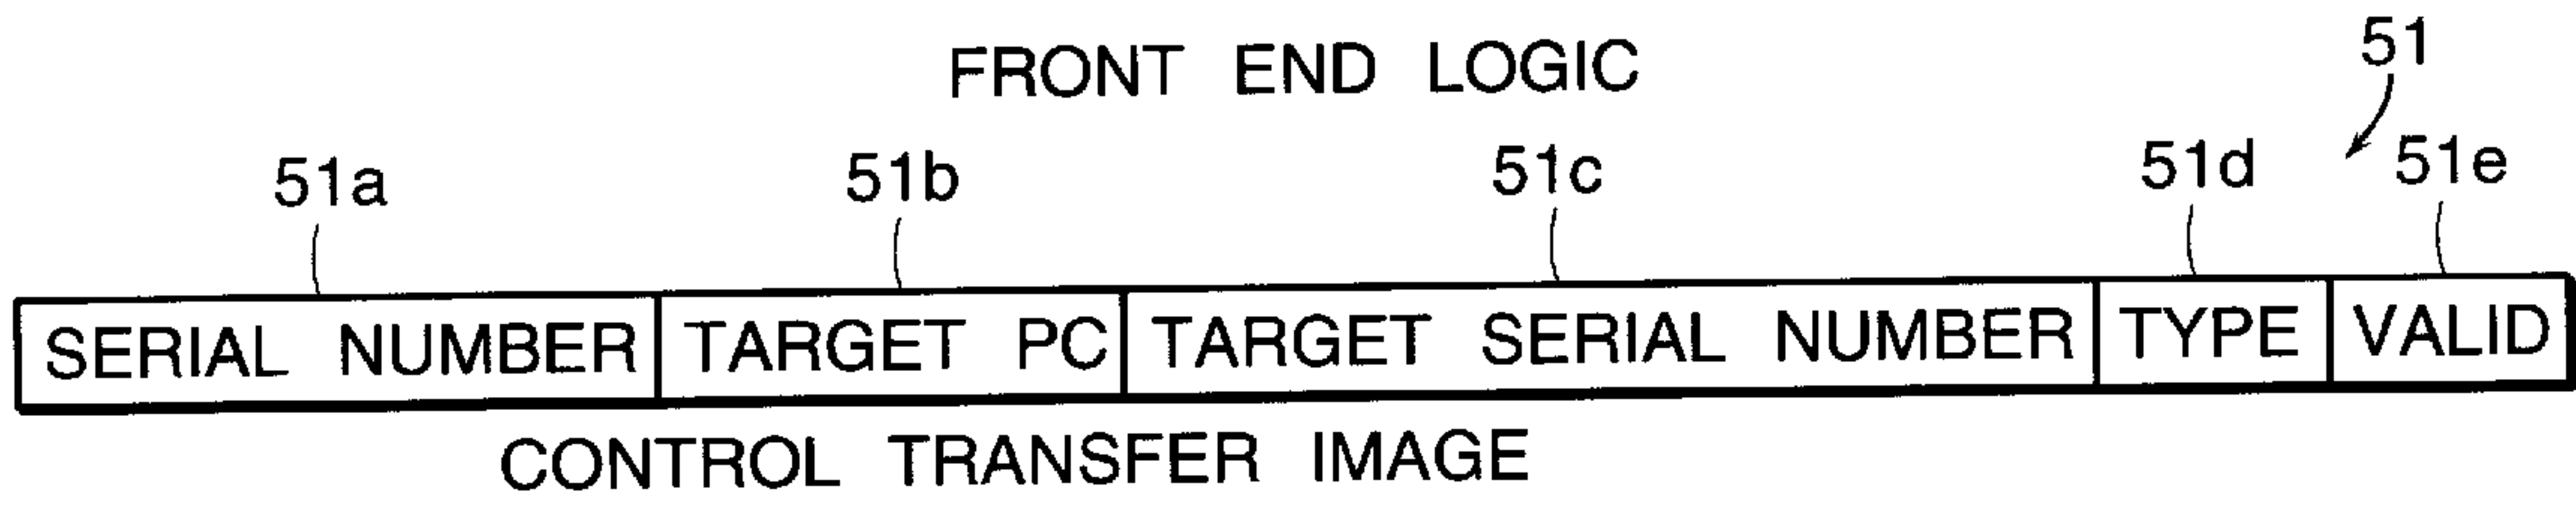 FRONT END LOGIC
51
51a 51b 51c 51d 51e
SERIAL NUMBER TARGET PC TARGET SERIAL NUMBER TYPE VALID
CONTROL TRANSFER IMAGE